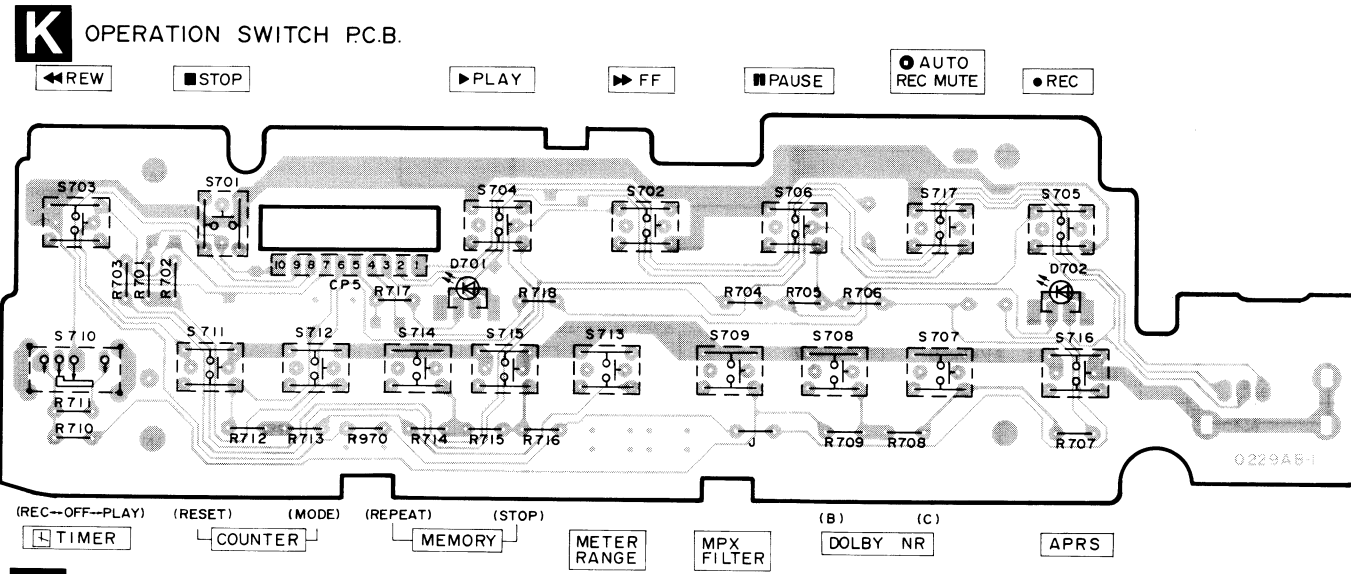 K OPERATION SWITCH P.C.B.
REW
STOP
PLAY
FF
PAUSE
AUTO
REC MUTE
REC
S703
S701
S704
S702
S706
S717
S705
10 9 8 7 6 5 4 3 2 1
CP5
D701
D702
R703
R701
R702
R717
R718
R704
R705
R706
S710
S711
S712
S714
S715
S713
S709
S708
S707
S716
R711
R710
R712
R713
R970
R714
R715
R716
J
R709
R708
R707
0229AB-1
(REC↔OFF↔PLAY)
TIMER
(RESET)
(MODE)
COUNTER
(REPEAT)
(STOP)
MEMORY
METER
RANGE
MPX
FILTER
(B)
(C)
DOLBY NR
APRS